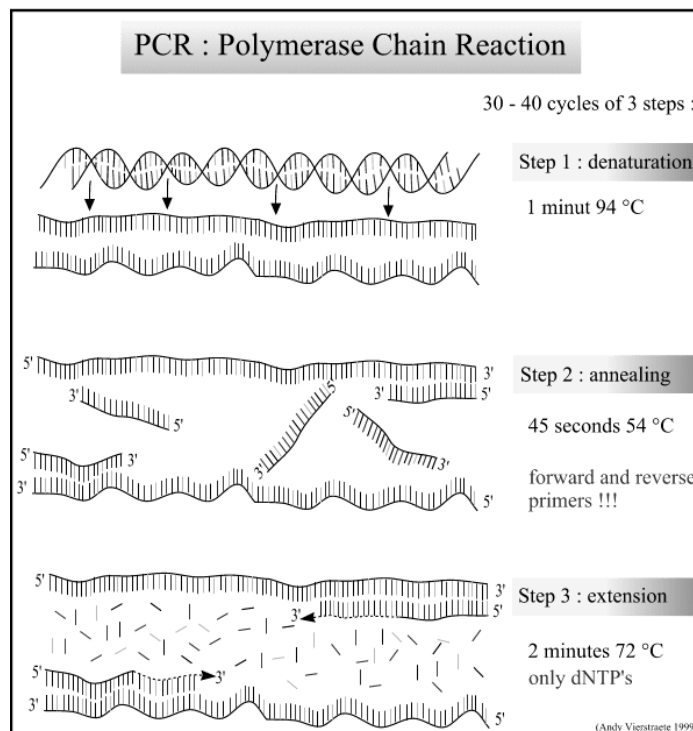 PCR : Polymerase Chain Reaction
30 - 40 cycles of 3 steps :
Step 1 : denaturation
1 minut 94 °C
5'
3'
Step 2 : annealing
3'
5'
5'
3'
5'
5'
45 seconds 54 °C
5'
3'
3'
3'
3'
forward and reverse
primers !!!
5'
5'
3'
Step 3 : extension
3'
5'
2 minutes 72 °C
5'
3'
only dNTP's
3'
5'
(Andy Vierstraete 1999